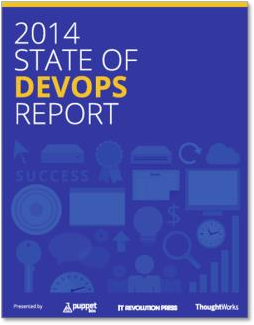 2014
STATE OF
DEVOPS
REPORT
SUCCESS
Presented by
puppet labs
IT REVOLUTION PRESS
ThoughtWorks